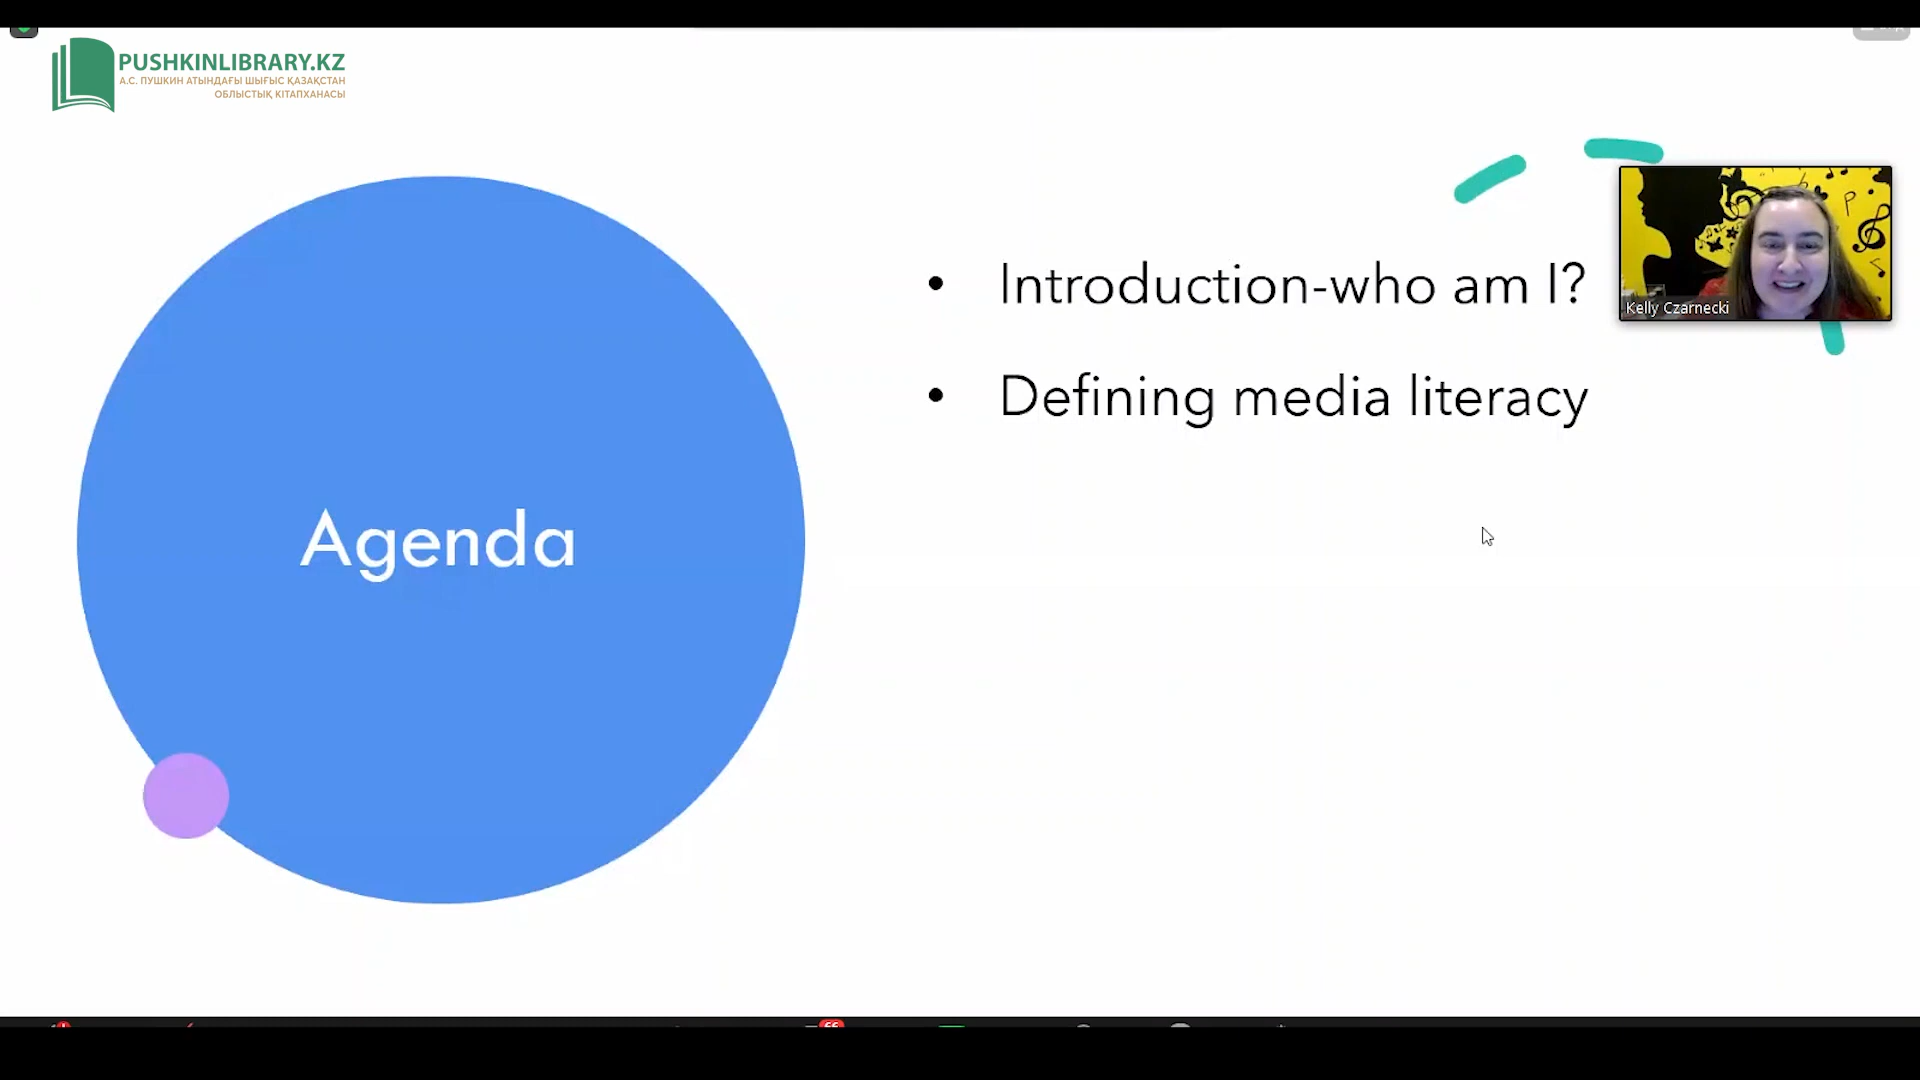 PUSHKINLIBRARY.KZ
А.С. ПУШКИН АТЫНДАҒЫ ШЫҒЫС ҚАЗАҚСТАН
ОБЛЫСТЫҚ КІТАПХАНАСЫ
Agenda
• Introduction-who am I?
• Defining media literacy
Kelly Czarnecki